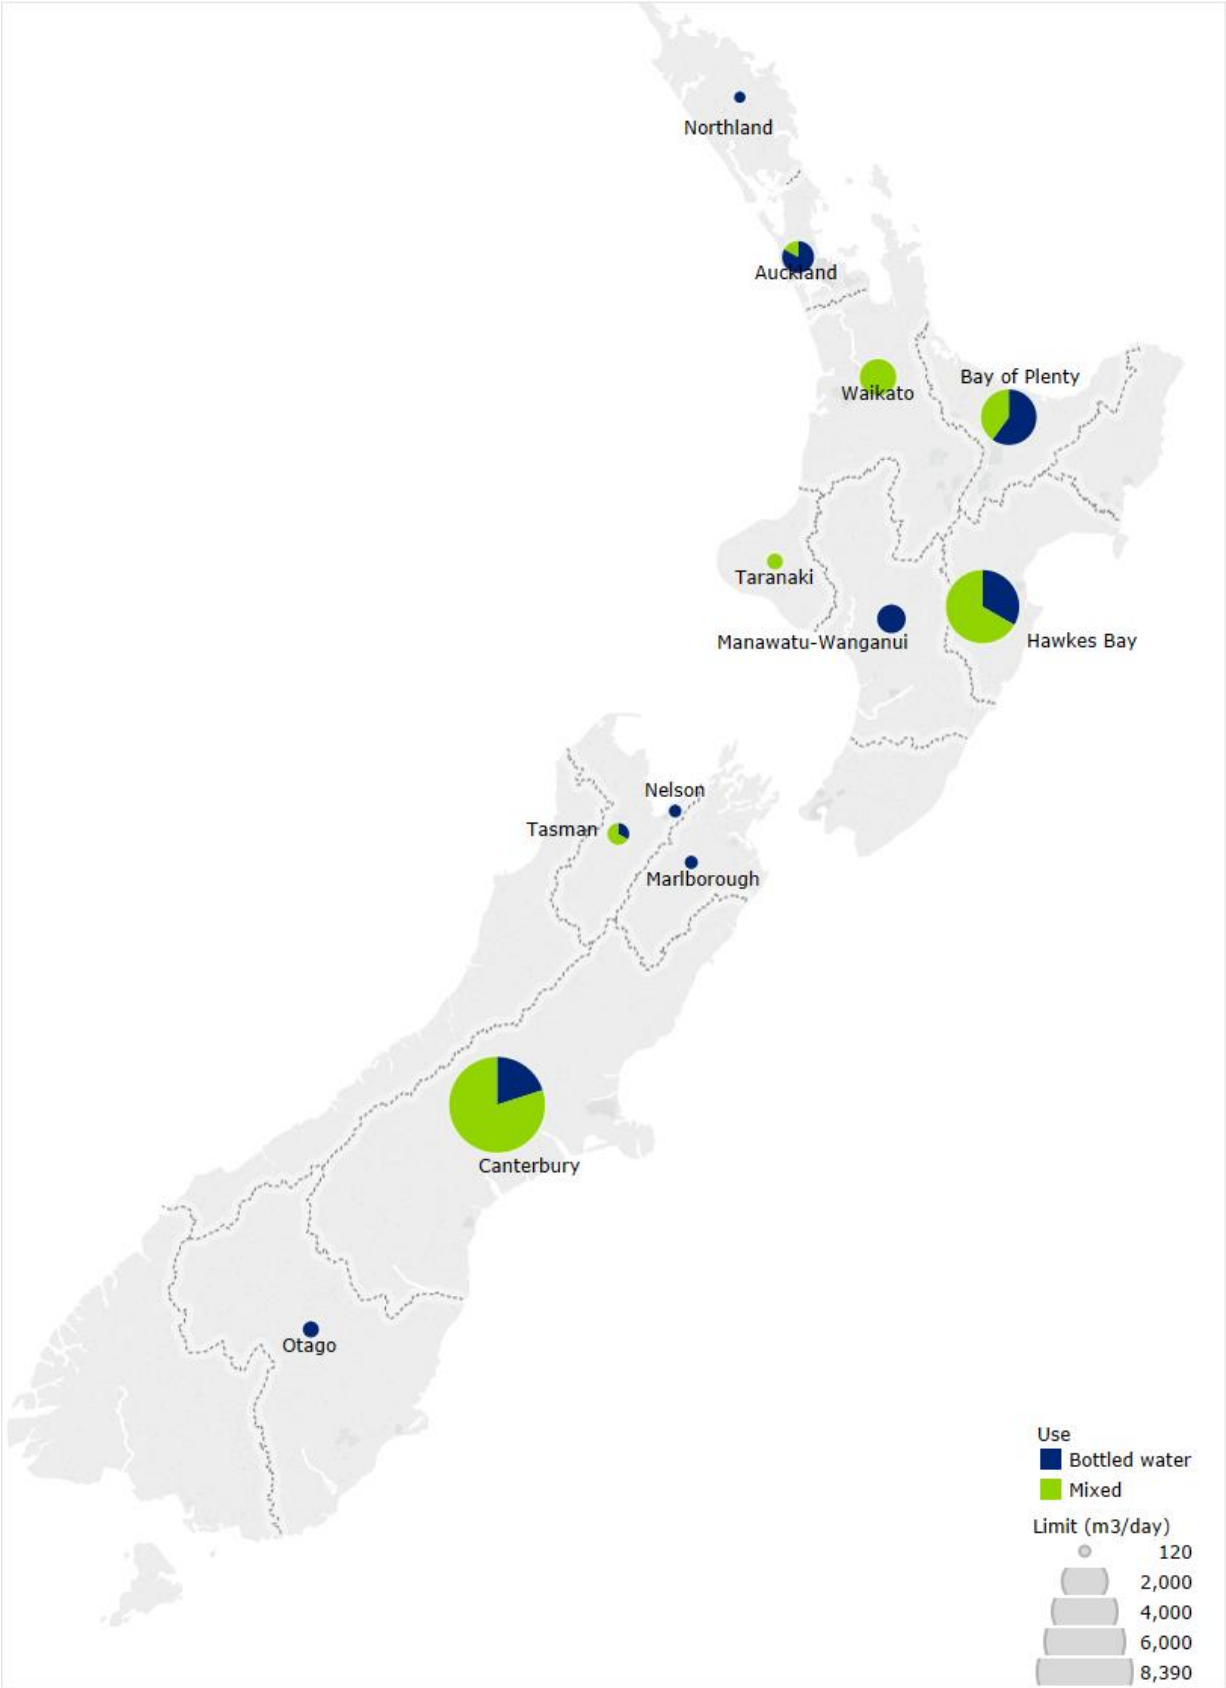 Northland
Auckland
Waikato
Bay of Plenty
Taranaki
Manawatu-Wanganui
Hawkes Bay
Nelson
Tasman
Marlborough
Canterbury
Otago
Use
Bottled water
Mixed
Limit (m3/day)
120
2,000
4,000
6,000
8,390